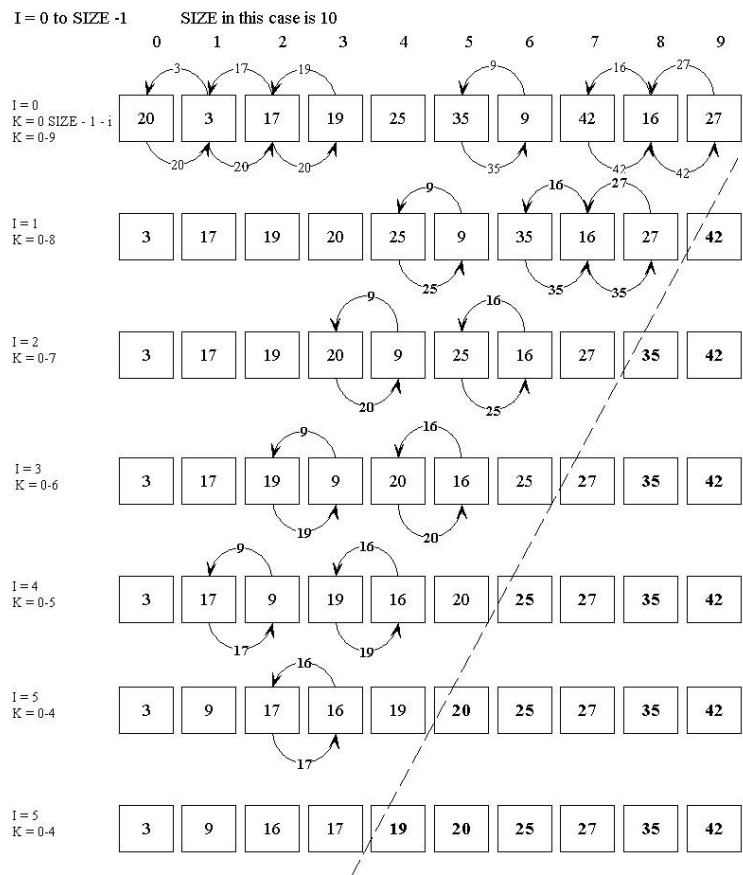 I = 0 to SIZE -1 SIZE in this case is 10
0 1 2 3 4 5 6 7 8 9
3 17 19 9 16 27
I = 0
K = 0 SIZE - 1 - i
K = 0-9
20 3 17 19 25 35 9 42 16 27
20 20 20 35 42 42
9 16 27
I = 1
K = 0-8
3 17 19 20 25 9 35 16 27 42
25 35 35
9 16
I = 2
K = 0-7
3 17 19 20 9 25 16 27 35 42
20 25
9 16
I = 3
K = 0-6
3 17 19 9 20 16 25 27 35 42
19 20
9 16
I = 4
K = 0-5
3 17 9 19 16 20 25 27 35 42
17 19
16
I = 5
K = 0-4
3 9 17 16 19 20 25 27 35 42
17
I = 5
K = 0-4
3 9 16 17 19 20 25 27 35 42